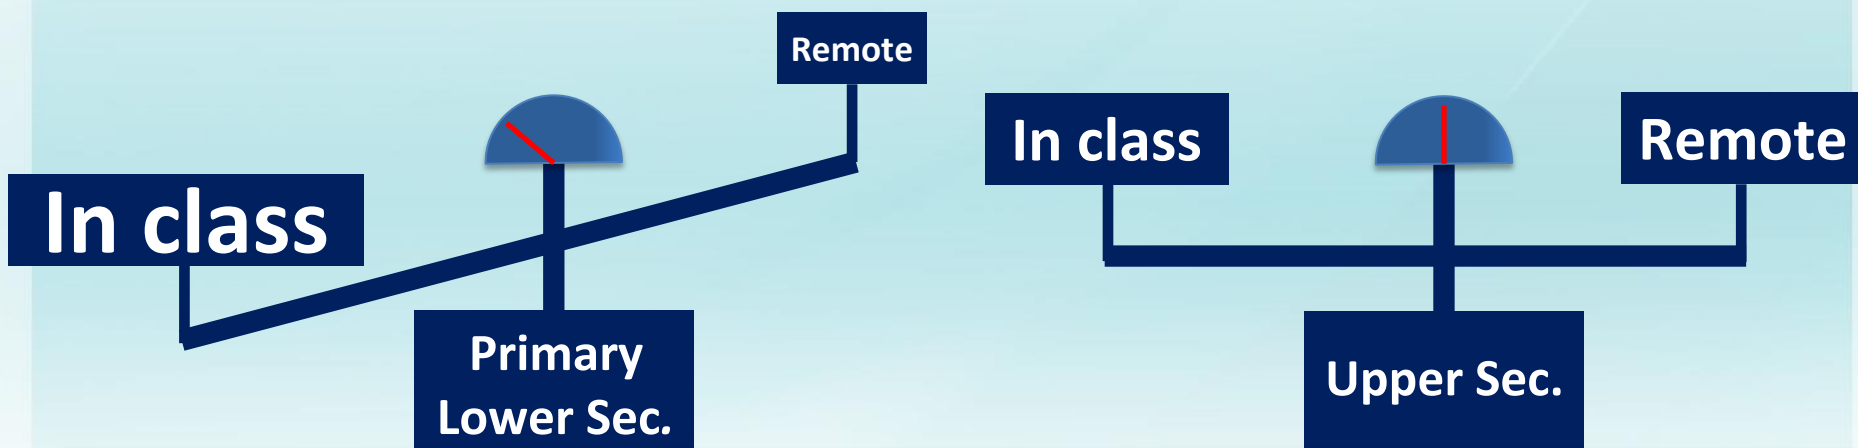 Remote
In class
Primary
Lower Sec.
In class
Remote
Upper Sec.